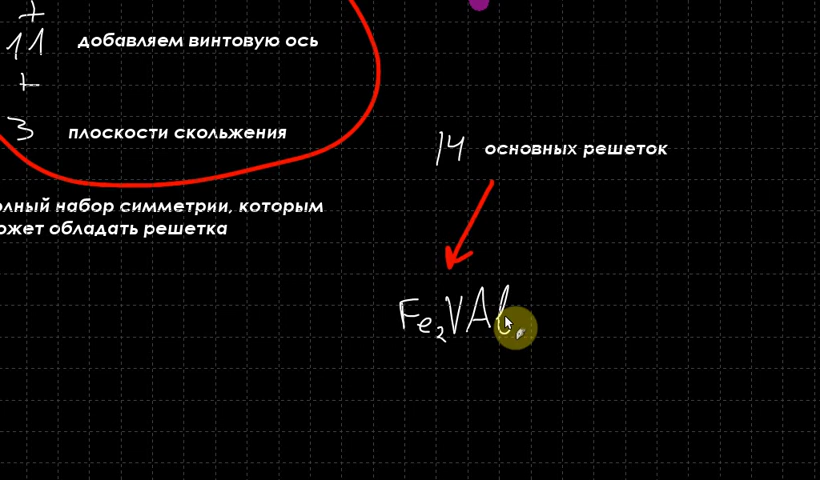 +
11 добавляем винтовую ось
+
3 плоскости скольжения
14 основных решеток
олный набор симметрии, которым
ожет обладать решетка
Fe₂VAl